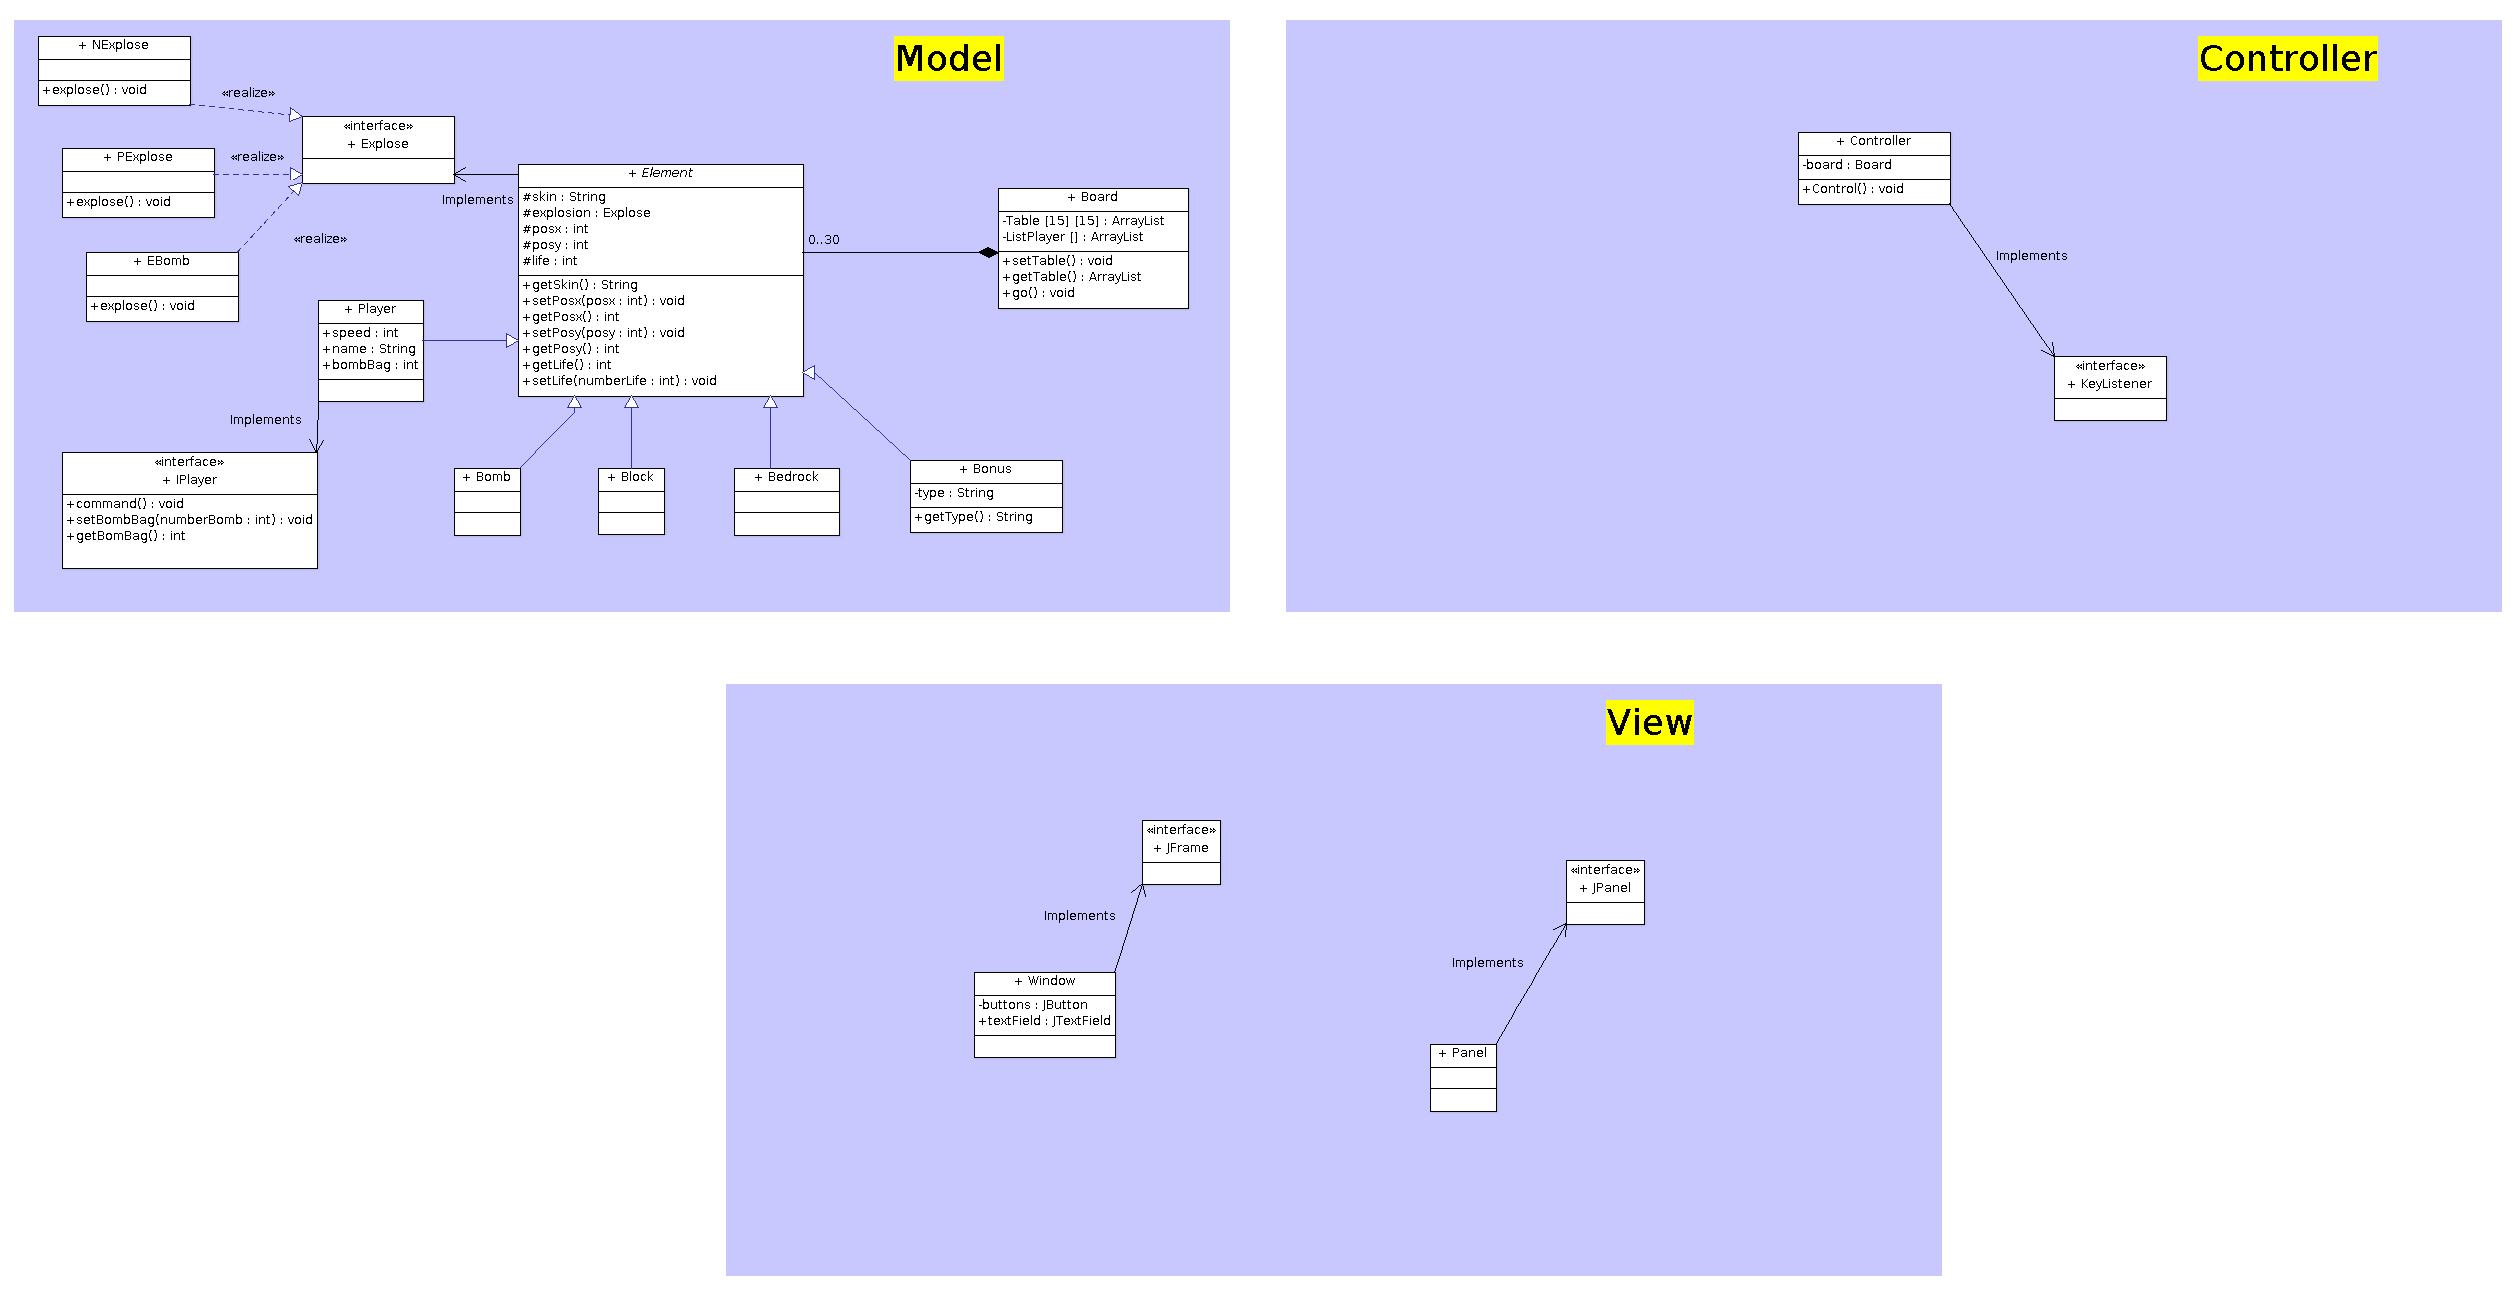 Model
+ NExplose
+explose() : void
«realize»
«interface»
+ Explose
+ PExplose
+explose() : void
«realize»
«realize»
+ EBomb
+explose() : void
Implements
+ Element
#skin : String
#explosion : Explose
#posx : int
#posy : int
#life : int
+getSkin() : String
+setPosx(posx : int) : void
+getPosx() : int
+setPosy(posy : int) : void
+getPosy() : int
+getLife() : int
+setLife(numberLife : int) : void
0..30
+ Board
-Table [15] [15] : ArrayList
-ListPlayer [] : ArrayList
+setTable() : void
+getTable() : ArrayList
+go() : void
+ Player
+speed : int
+name : String
+bombBag : int
Implements
«interface»
+ IPlayer
+command() : void
+setBombBag(numberBomb : int) : void
+getBomBag() : int
+ Bomb
+ Block
+ Bedrock
+ Bonus
-type : String
+getType() : String
Controller
+ Controller
-board : Board
+Control() : void
Implements
«interface»
+ KeyListener
View
«interface»
+ JFrame
Implements
+ Window
-buttons : JButton
+textField : JTextField
«interface»
+ JPanel
Implements
+ Panel